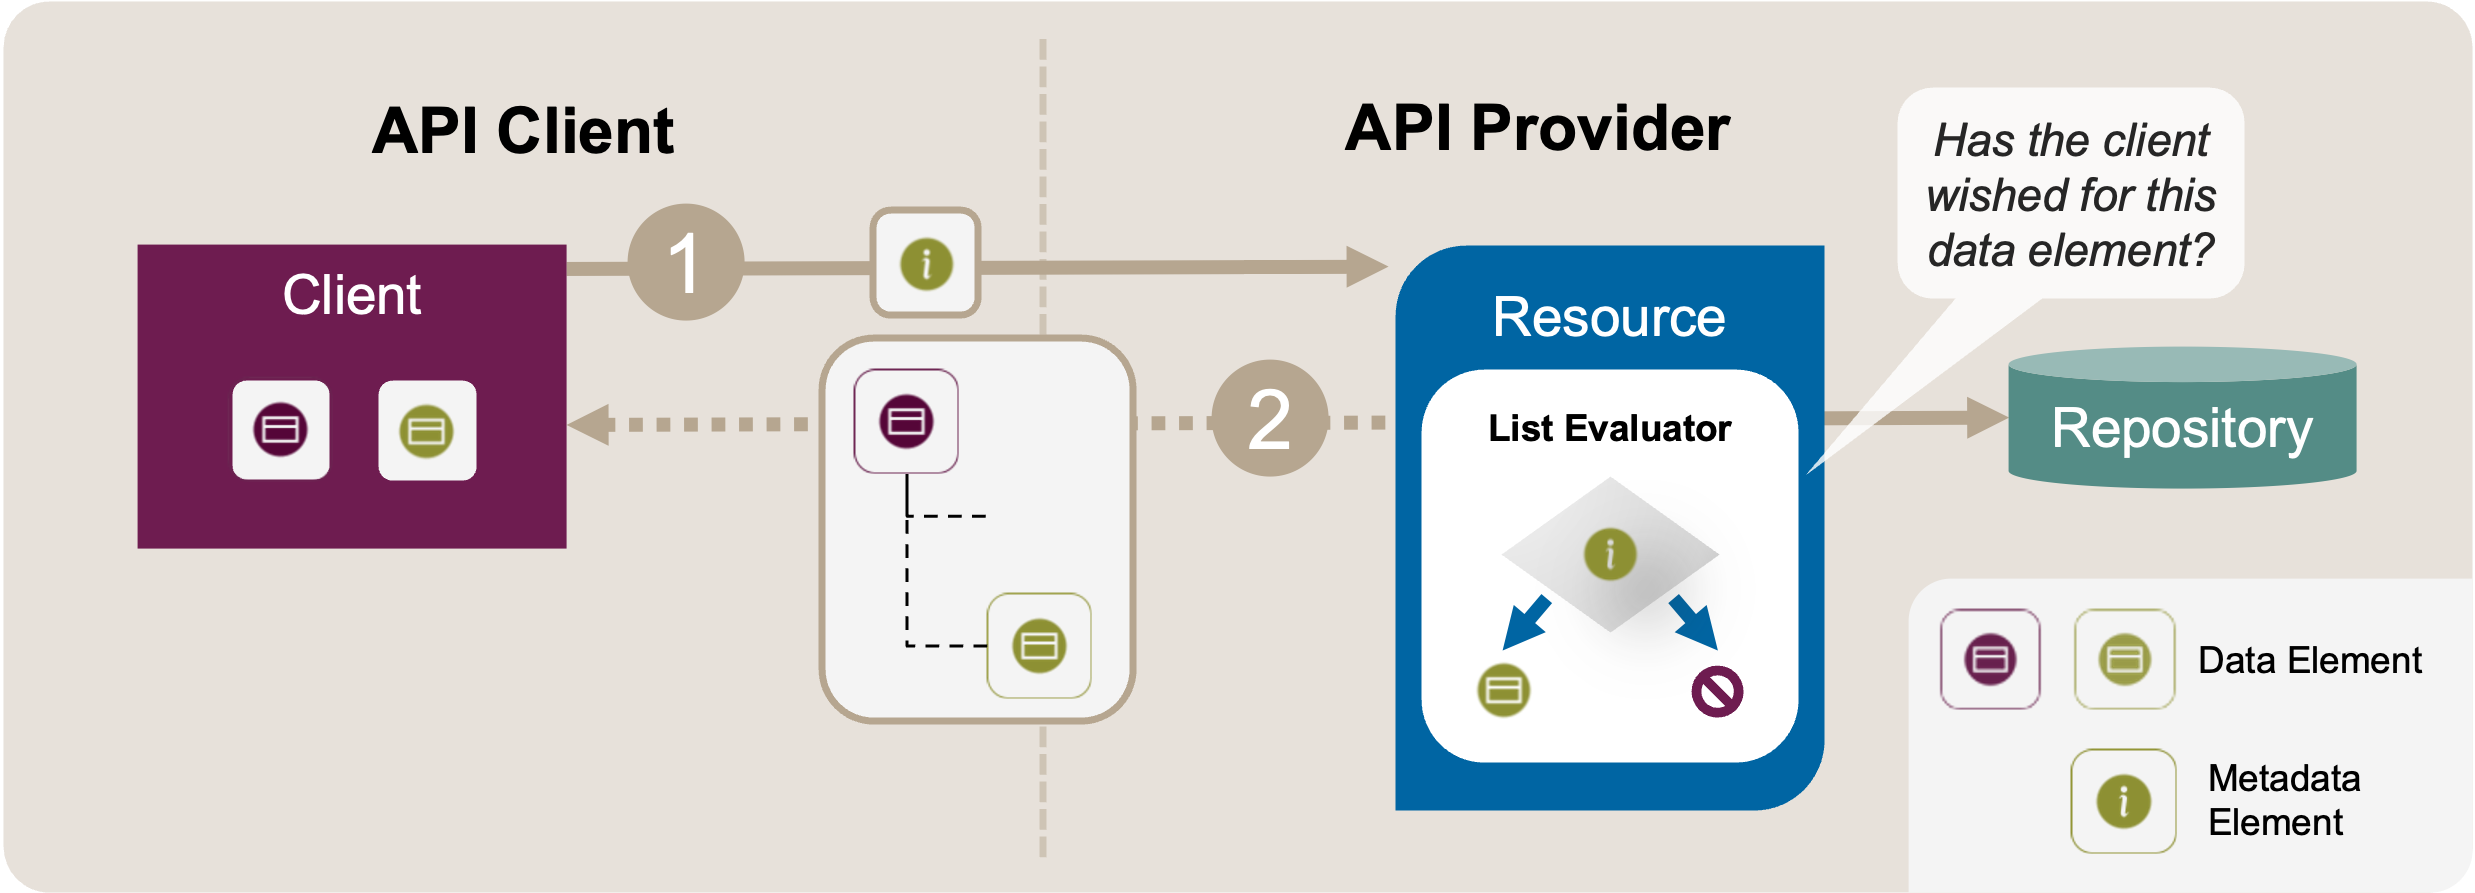 API Client
API Provider
Has the client
wished for this
data element?
1
i
Client
Resource
2
List Evaluator
Repository
i
Data Element
Metadata
Element
i